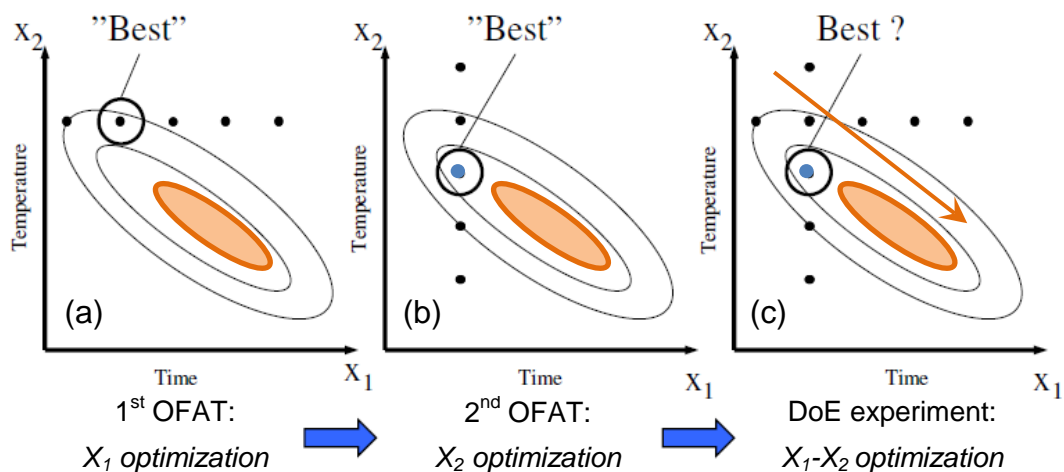 "Best"
X2
Temperature
(a)
Time
X1
1st OFAT:
X1 optimization
"Best"
X2
Temperature
(b)
Time
X1
2nd OFAT:
X2 optimization
Best ?
X2
Temperature
(c)
Time
X1
DoE experiment:
X1-X2 optimization